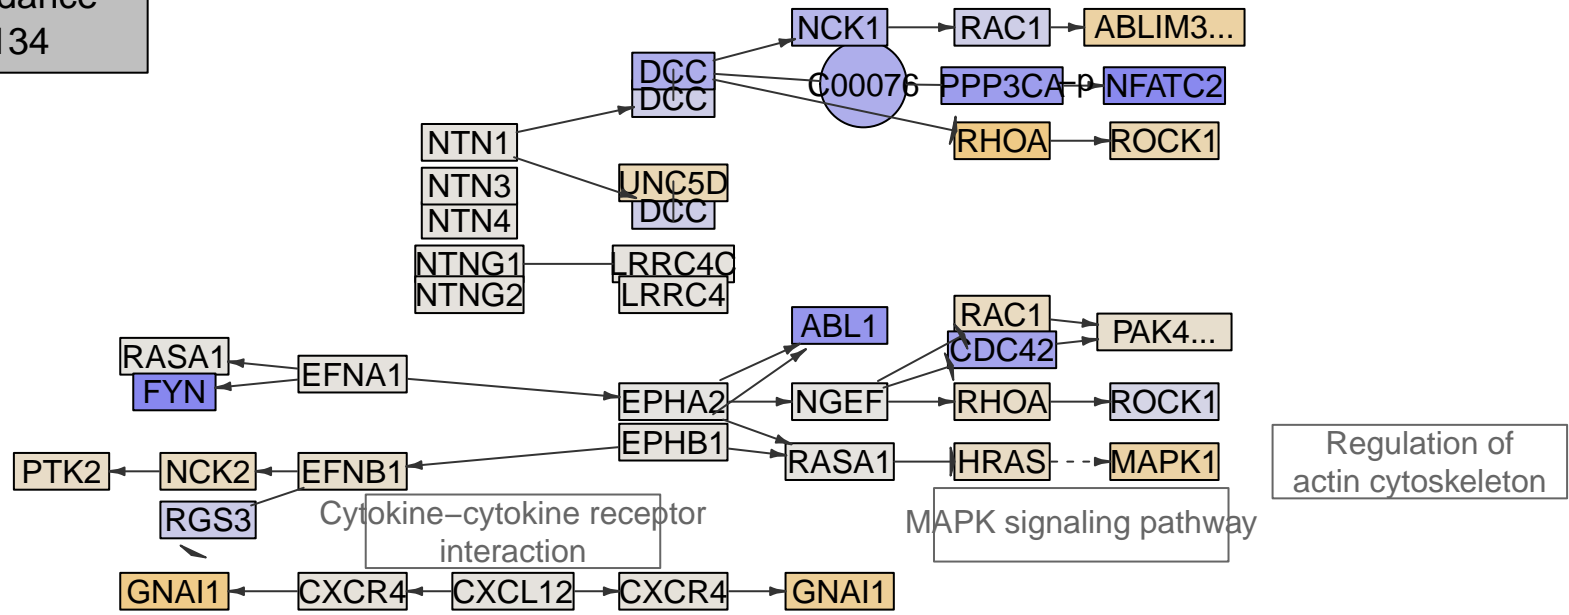 dance
134
NCK1
RAC1
ABLIM3...
DCC
DCC
C00076
PPP3CA
+p
NFATC2
NTN1
RHOA
ROCK1
NTN3
UNC5D
NTN4
DCC
NTNG1
LRRC4C
NTNG2
LRRC4
ABL1
RAC1
PAK4...
RASA1
CDC42
EFNA1
FYN
EPHA2
NGEF
RHOA
ROCK1
EPHB1
RASA1
HRAS
MAPK1
PTK2
NCK2
EFNB1
Regulation of
actin cytoskeleton
RGS3
Cytokine−cytokine receptor
interaction
MAPK signaling pathway
GNAI1
CXCR4
CXCL12
CXCR4
GNAI1